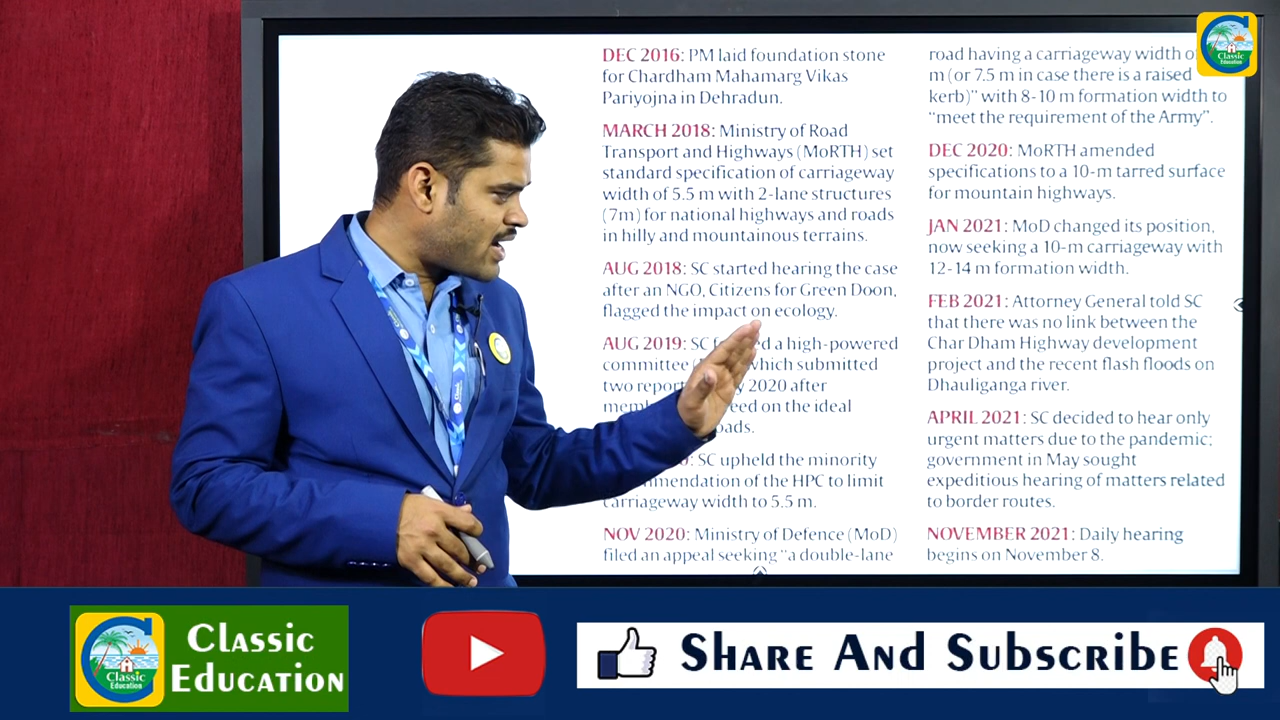 DEC 2016: PM laid foundation stone
for Chardham Mahamarg Vikas
Pariyojna in Dehradun.
MARCH 2018: Ministry of Road
Transport and Highways (MoRTH) set
standard specification of carriageway
width of 5.5 m with 2-lane structures
(7m) for national highways and roads
in hilly and mountainous terrains.
AUG 2018: SC started hearing the case
after an NGO, Citizens for Green Doon,
flagged the impact on ecology.
AUG 2019: SC a high-powered
committee which submitted
two 2020 after
on the ideal
SC upheld the minority
of the HPC to limit
carriageway width to 5.5 m.
NOV 2020: Ministry of Defence (MoD)
filed an appeal seeking "a double-lane
road having a carriageway width
m (or 7.5 m in case there is a raised
kerb)" with 8-10 m formation width to
"meet the requirement of the Army".
DEC 2020: MoRTH amended
specifications to a 10-m tarred surface
for mountain highways.
JAN 2021: MoD changed its position,
now seeking a 10-m carriageway with
12-14 m formation width.
FEB 2021: Attorney General told SC
that there was no link between the
Char Dham Highway development
project and the recent flash floods on
Dhauliganga river.
APRIL 2021: SC decided to hear only
urgent matters due to the pandemic;
government in May sought
expeditious hearing of matters related
to border routes.
NOVEMBER 2021: Daily hearing
begins on November 8.
Classic
Education
Classic
Education
Classic
Education
Share And Subscribe